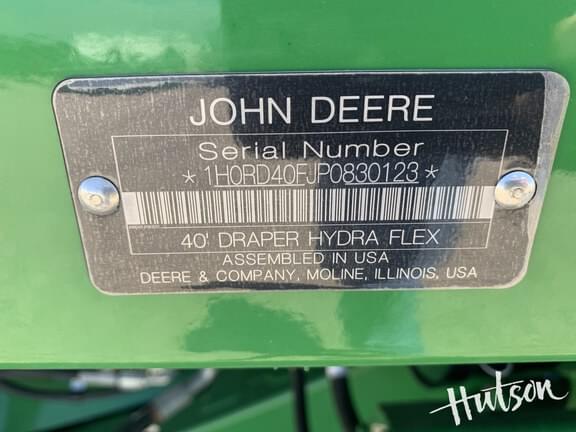 JOHN DEERE
Serial Number
*1H0RD40FJP0830123*
40' DRAPER HYDRA FLEX
ASSEMBLED IN USA
DEERE & COMPANY, MOLINE, ILLINOIS, USA
Hutson